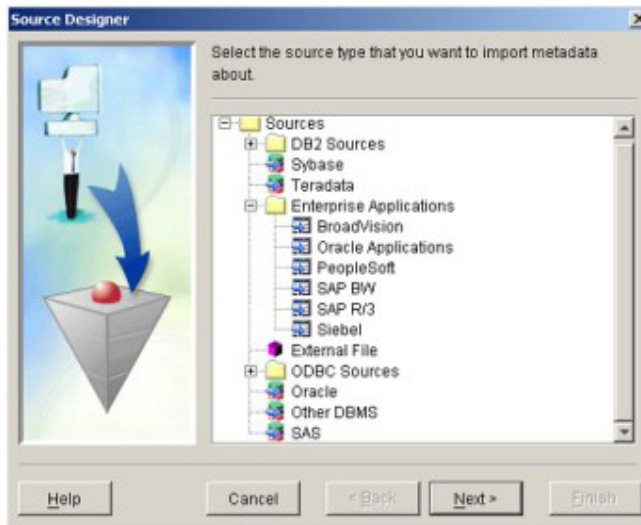 Source Designer
Select the source type that you want to import metadata
about.
Sources
DB2 Sources
Sybase
Teradata
Enterprise Applications
BroadVision
Oracle Applications
PeopleSoft
SAP BW
SAP R/3
Siebel
External File
ODBC Sources
Oracle
Other DBMS
SAS
Help Cancel < Back Next > Finish